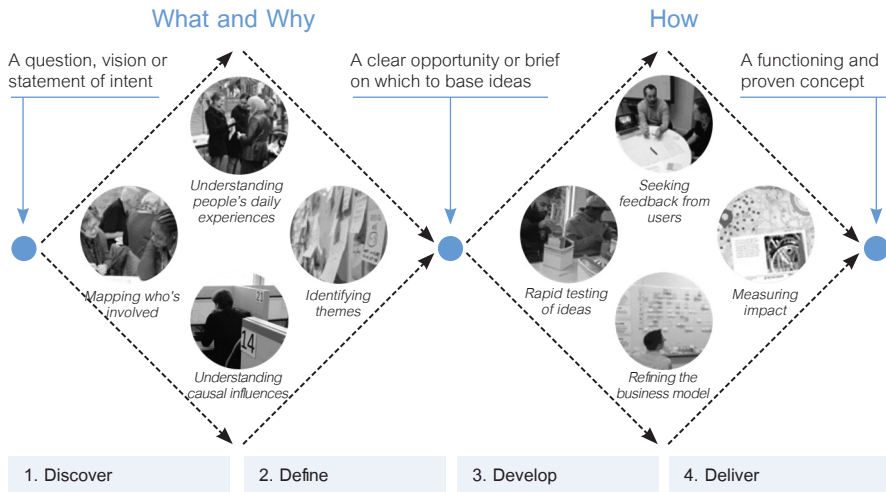 What and Why
How
A question, vision or
statement of intent
A clear opportunity or brief
on which to base ideas
A functioning and
proven concept
Understanding
people's daily
experiences
Mapping who's
involved
Identifying
themes
21
14
Understanding
causal influences
Seeking
feedback from
users
Rapid testing
of ideas
Measuring
impact
Refining the
business model
1. Discover
2. Define
3. Develop
4. Deliver